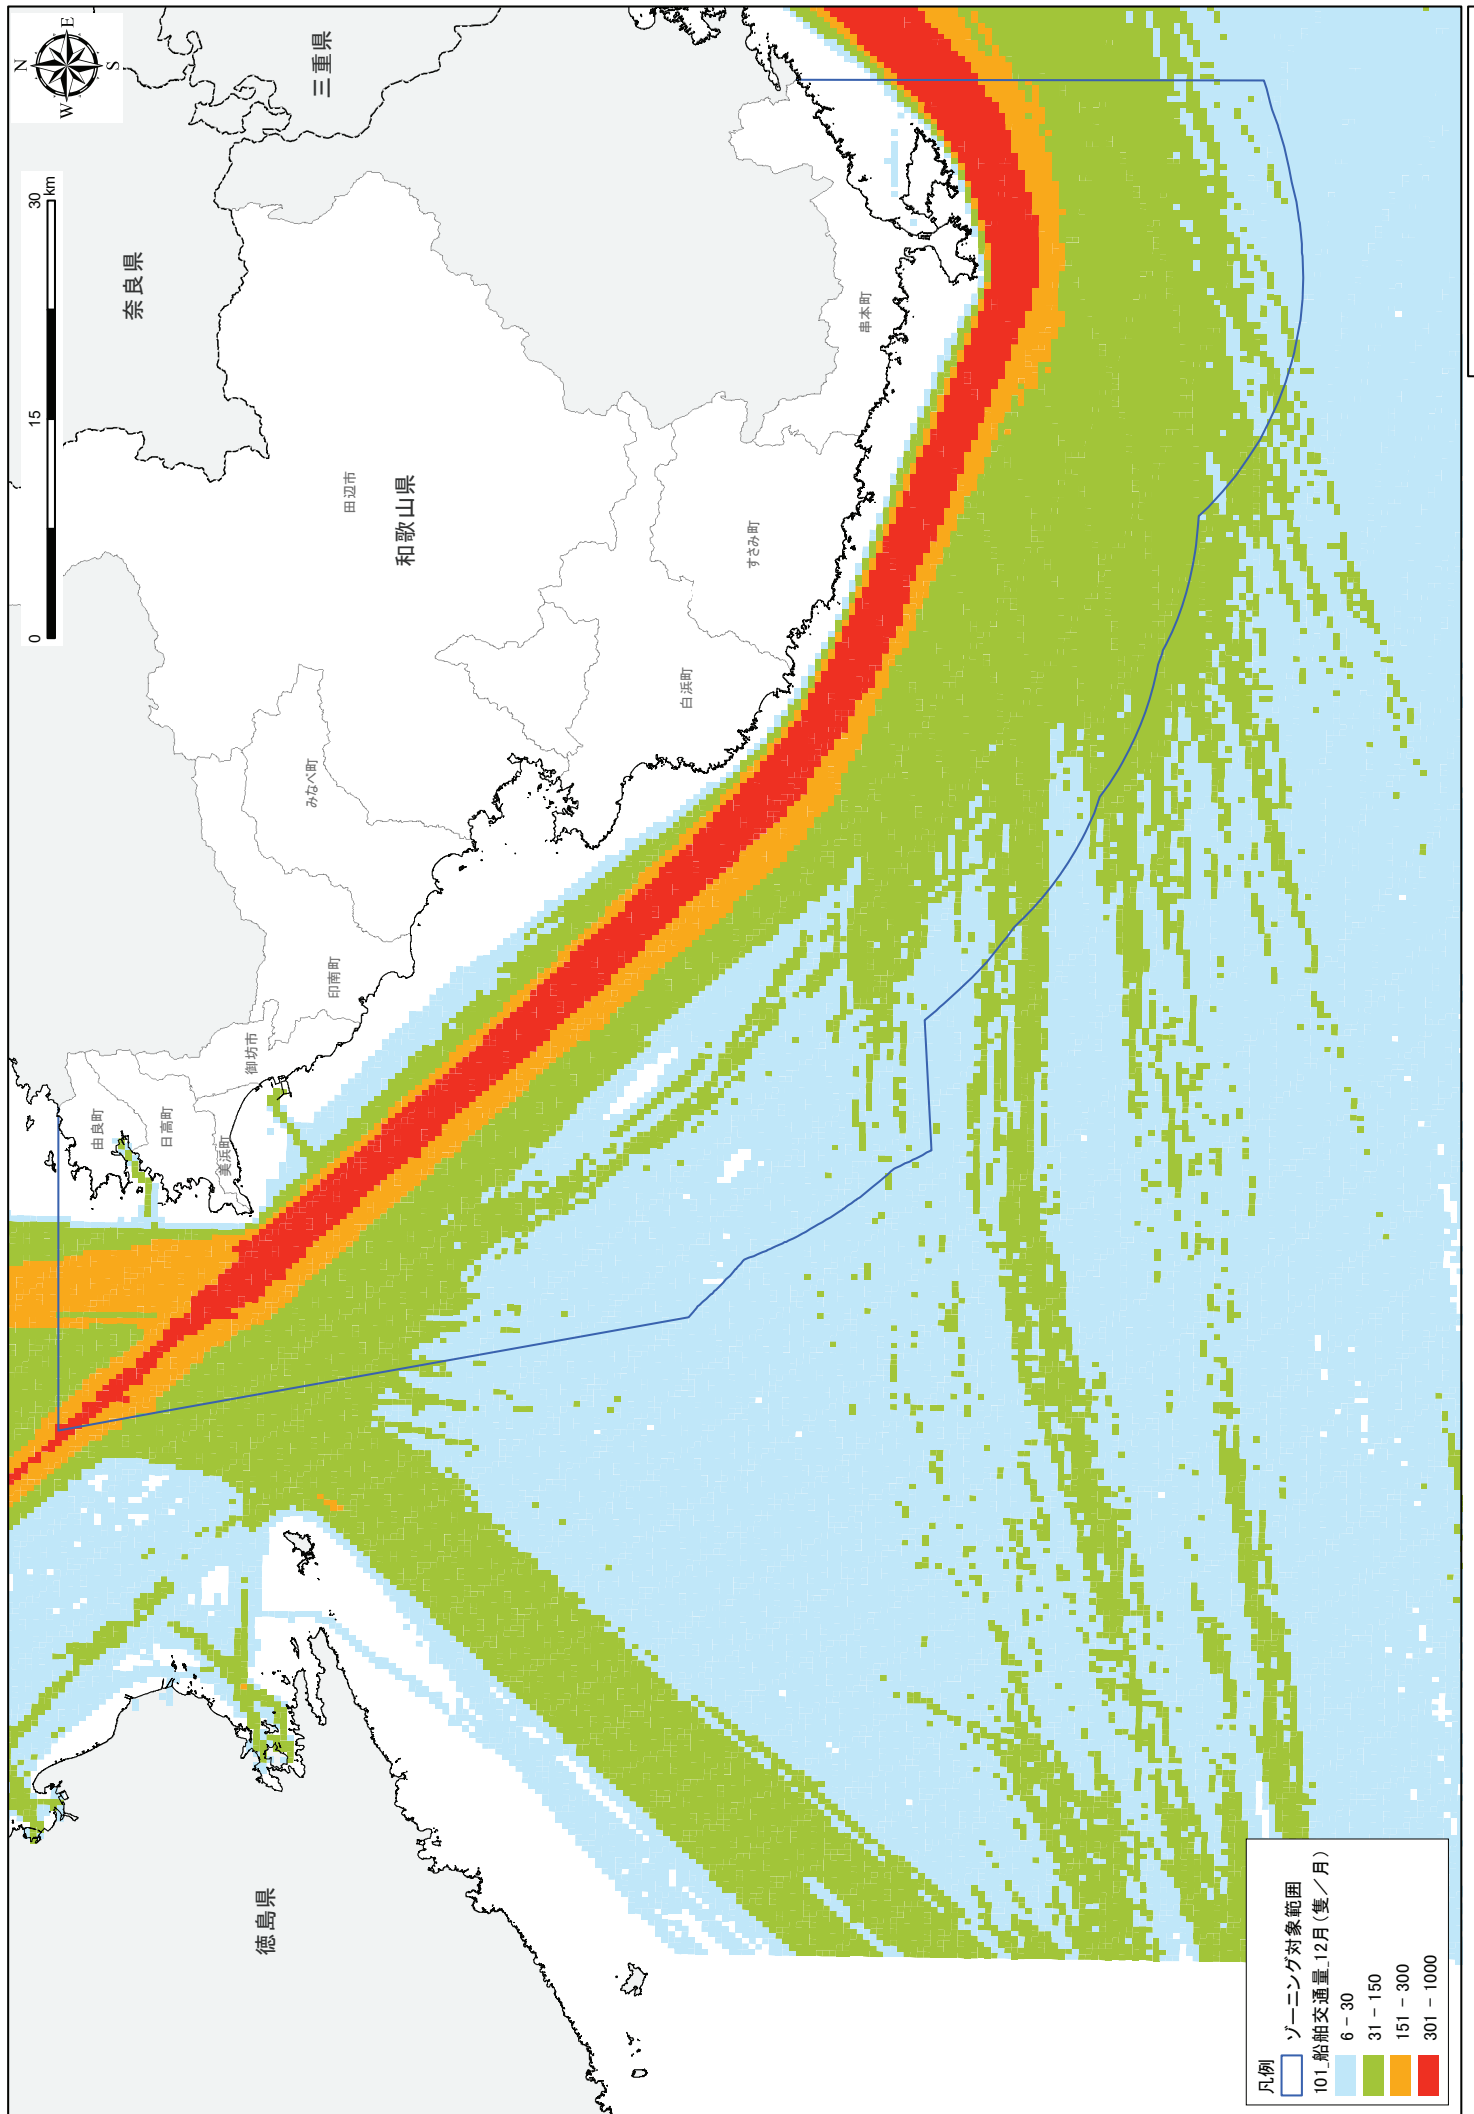 N
E
S
W
0
15
30
km
三重県
奈良県
和歌山県
田辺市
串本町
すさみ町
白浜町
みなべ町
印南町
御坊市
由良町
日高町
美浜町
徳島県
凡例
ゾーニング対象範囲
101_船舶交通量_12月(隻/月)
6 - 30
31 - 150
151 - 300
301 - 1000